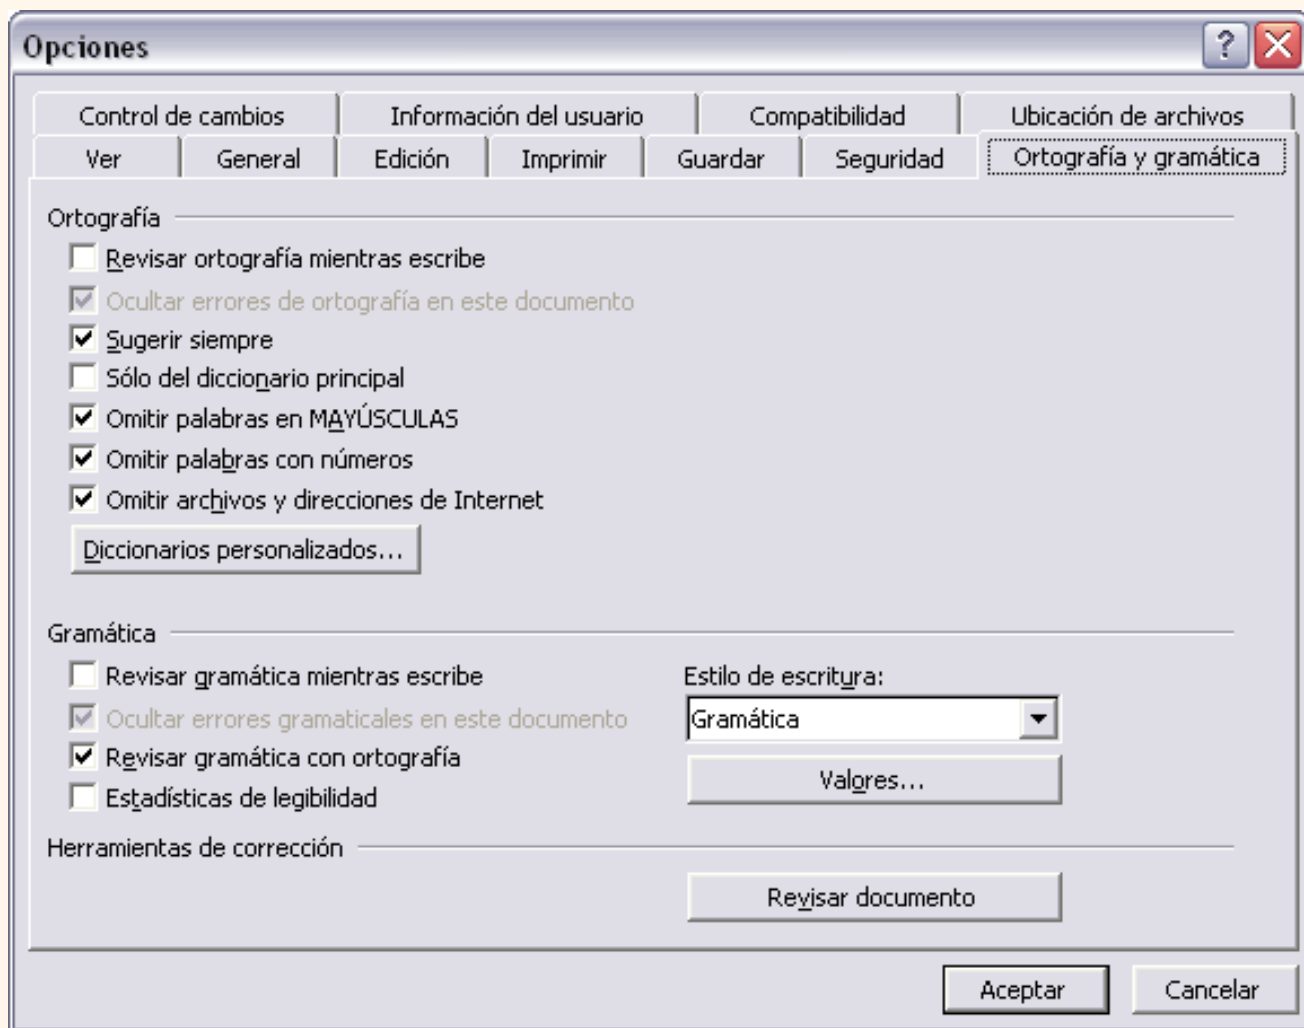 Opciones
Control de cambios Información del usuario Compatibilidad Ubicación de archivos
Ver General Edición Imprimir Guardar Seguridad Ortografía y gramática
Ortografía
Revisar ortografía mientras escribe
Ocultar errores de ortografía en este documento
Sugerir siempre
Sólo del diccionario principal
Omitir palabras en MAYÚSCULAS
Omitir palabras con números
Omitir archivos y direcciones de Internet
Diccionarios personalizados...
Gramática
Revisar gramática mientras escribe Estilo de escritura:
Ocultar errores gramaticales en este documento Gramática
Revisar gramática con ortografía Valores...
Estadísticas de legibilidad
Herramientas de corrección
Revisar documento
Aceptar Cancelar